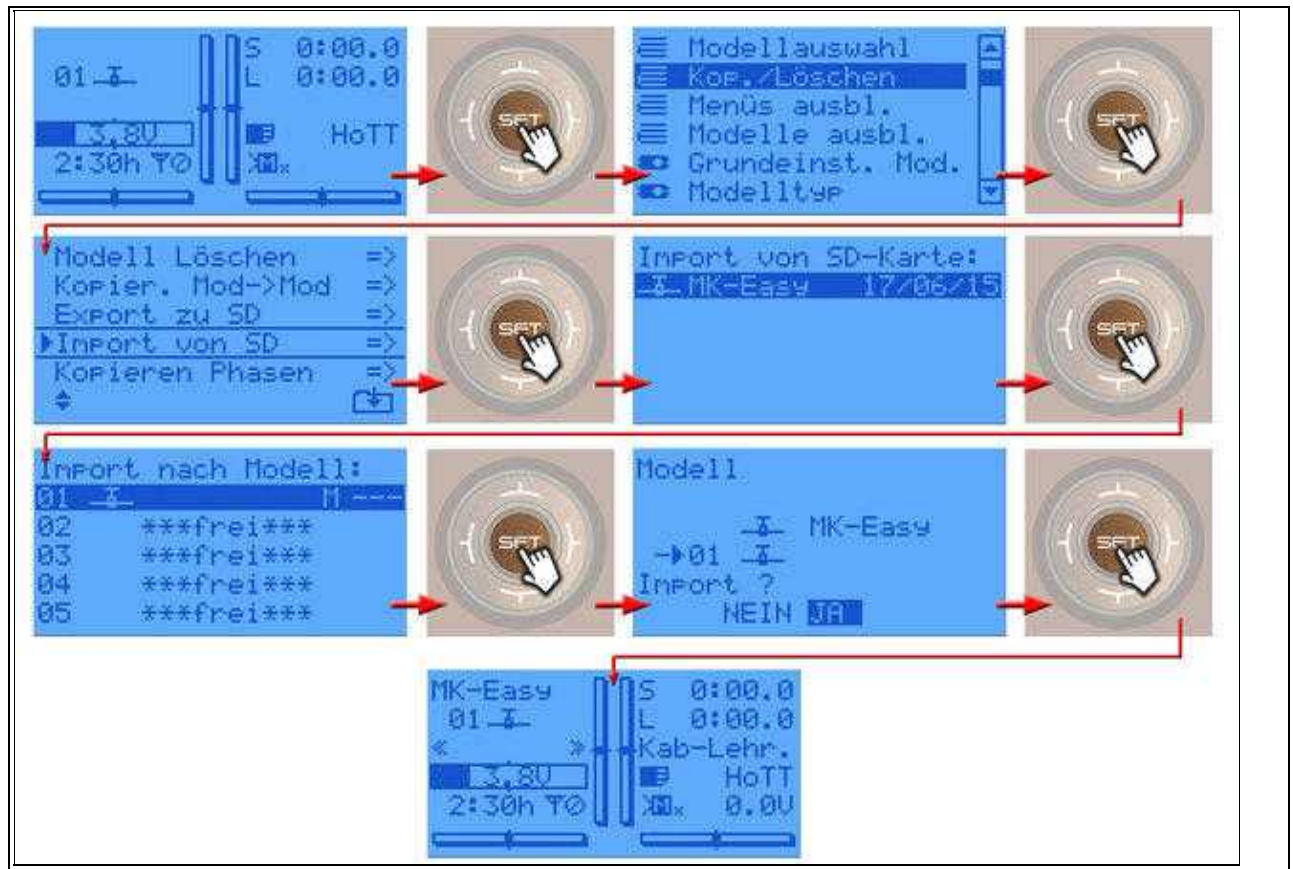 S 0:00.0
01 L 0:00.0
3,8V HoTT
2:30h M x
SET
Modellauswahl
Kop./Löschen
Menüs ausbl.
Modelle ausbl.
Grundeinst. Mod.
Modelltyp
SET
Modell Löschen =>
Kopier. Mod->Mod =>
Export zu SD =>
Import von SD =>
Kopieren Phasen =>
SET
Import von SD-Karte:
MK-Easy 17/06/15
SET
Import nach Modell:
01 M ---
02 ***frei***
03 ***frei***
04 ***frei***
05 ***frei***
SET
Modell
MK-Easy
01
Import ?
NEIN JA
SET
MK-Easy S 0:00.0
01 L 0:00.0
« » Kab-Lehr.
3,8V HoTT
2:30h M x 0.0V